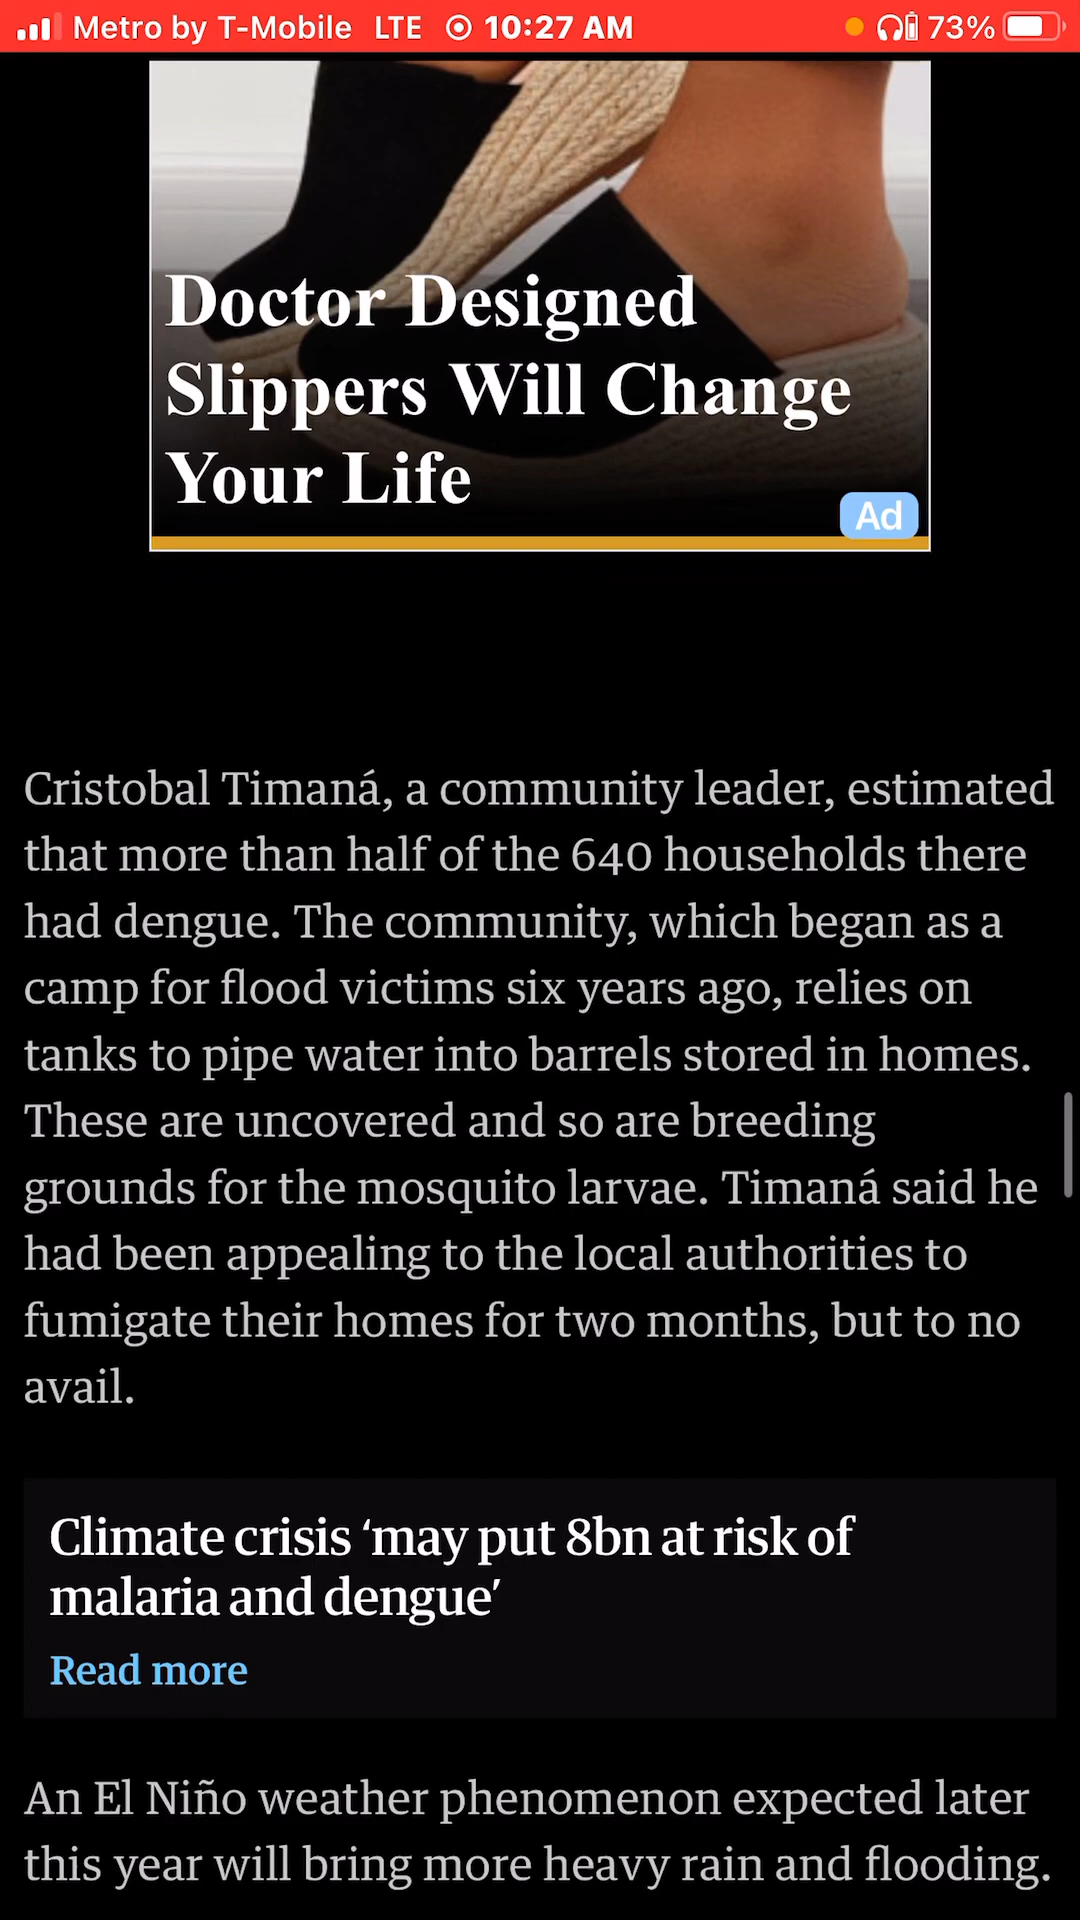 Metro by T-Mobile LTE 10:27 AM 73%
Doctor Designed
Slippers Will Change
Your Life
Ad
Cristobal Timaná, a community leader, estimated
that more than half of the 640 households there
had dengue. The community, which began as a
camp for flood victims six years ago, relies on
tanks to pipe water into barrels stored in homes.
These are uncovered and so are breeding
grounds for the mosquito larvae. Timaná said he
had been appealing to the local authorities to
fumigate their homes for two months, but to no
avail.
Climate crisis ‘may put 8bn at risk of
malaria and dengue’
Read more
An El Niño weather phenomenon expected later
this year will bring more heavy rain and flooding.